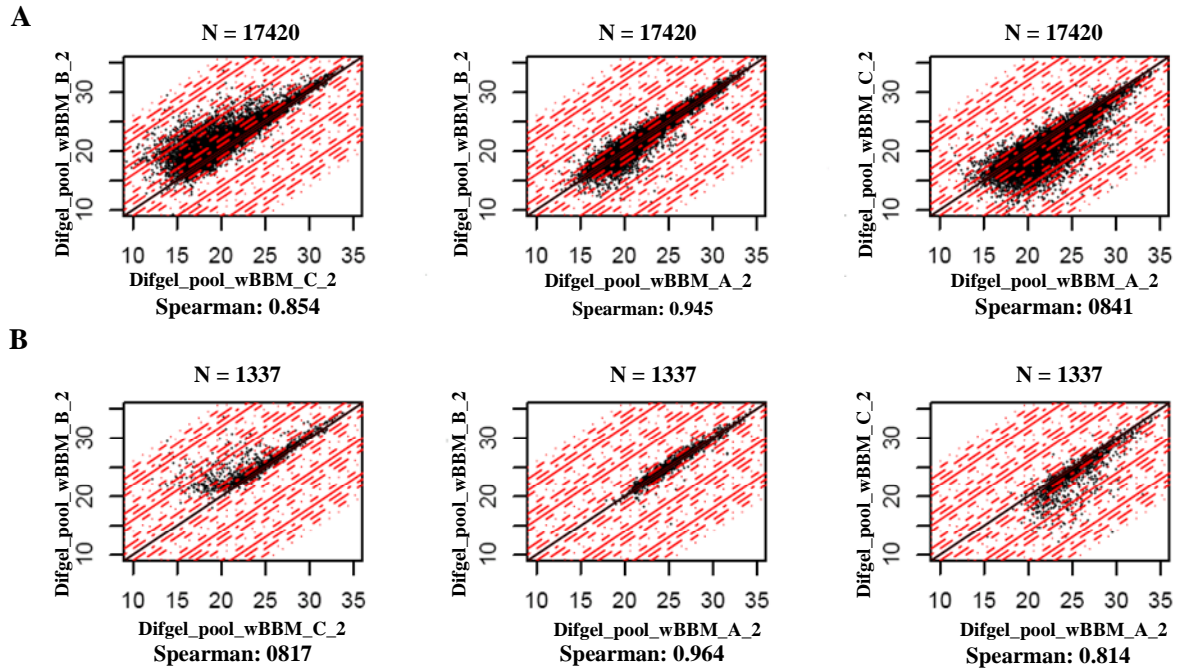 A
N = 17420
N = 17420
N = 17420
Difgel_pool_wBBM_B_2
30
20
10
10 15 20 25 30 35
Difgel_pool_wBBM_C_2
Spearman: 0.854
Difgel_pool_wBBM_B_2
30
20
10
10 15 20 25 30 35
Difgel_pool_wBBM_A_2
Spearman: 0.945
Difgel_pool_wBBM_C_2
30
20
10
10 15 20 25 30 35
Difgel_pool_wBBM_A_2
Spearman: 0841
B
N = 1337
N = 1337
N = 1337
Difgel_pool_wBBM_B_2
30
20
10
10 15 20 25 30 35
Difgel_pool_wBBM_C_2
Spearman: 0817
Difgel_pool_wBBM_B_2
30
20
10
10 15 20 25 30 35
Difgel_pool_wBBM_A_2
Spearman: 0.964
Difgel_pool_wBBM_C_2
30
20
10
10 15 20 25 30 35
Difgel_pool_wBBM_A_2
Spearman: 0.814